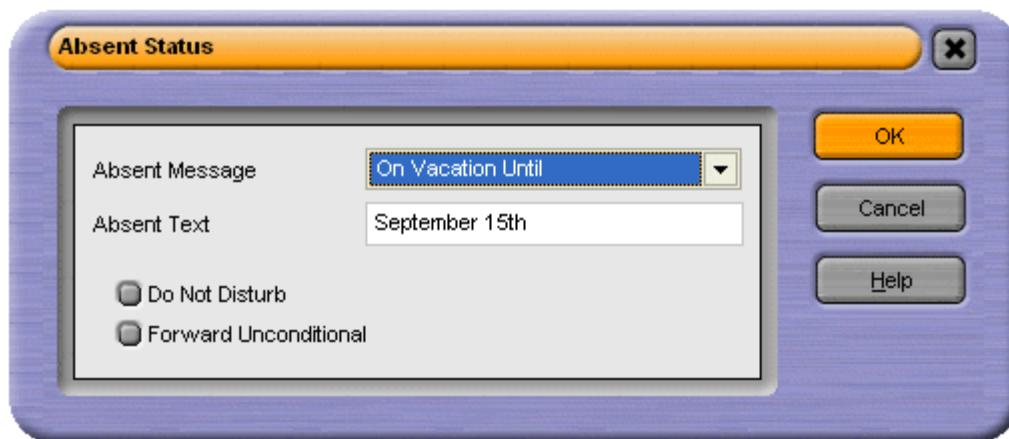 Absent Status
Absent Message
On Vacation Until
OK
Absent Text
September 15th
Cancel
Do Not Disturb
Help
Forward Unconditional